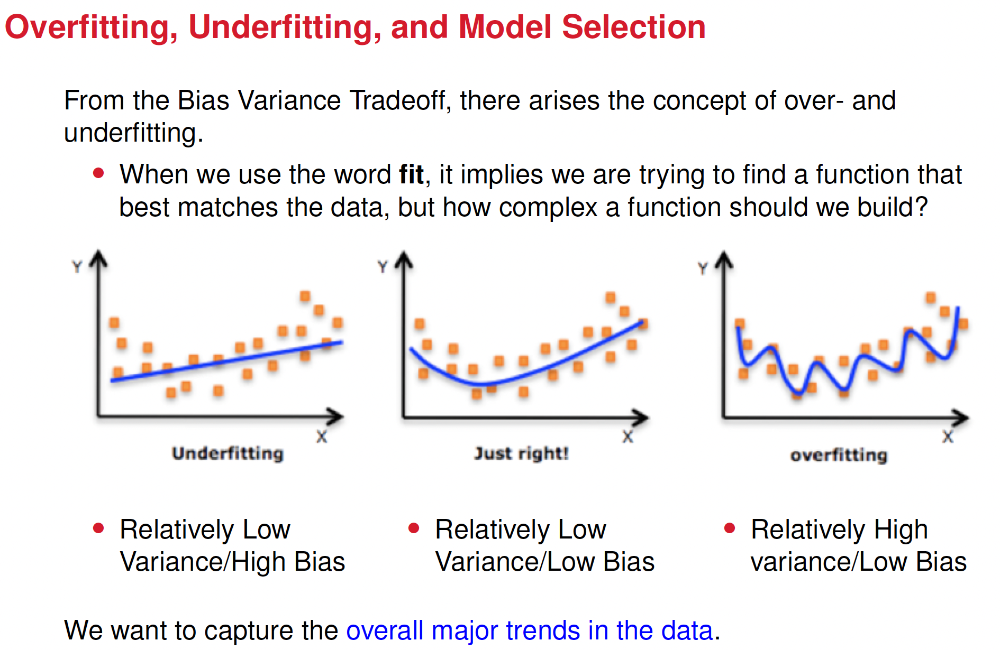 Overfitting, Underfitting, and Model Selection
From the Bias Variance Tradeoff, there arises the concept of over- and
underfitting.
• When we use the word fit, it implies we are trying to find a function that
best matches the data, but how complex a function should we build?
Y
X
Underfitting
Y
X
Just right!
Y
X
overfitting
• Relatively Low
Variance/High Bias
• Relatively Low
Variance/Low Bias
• Relatively High
variance/Low Bias
We want to capture the overall major trends in the data.